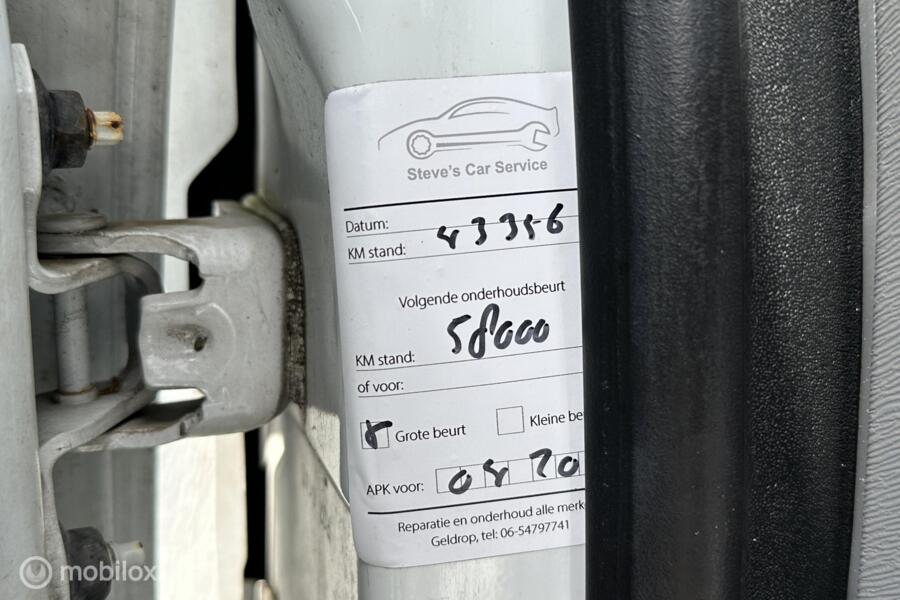 Steve's Car Service
Datum:
KM stand: 43356
Volgende onderhoudsbeurt
58000
KM stand:
of voor:
Grote beurt Kleine be
APK voor: 04 20
Reparatie en onderhoud alle merk
Geldrop, tel: 06-54797741
mobilox